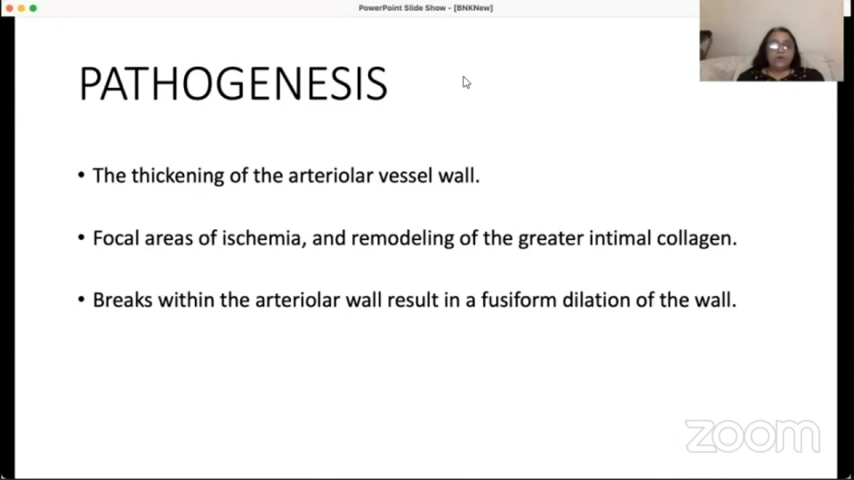 PowerPoint Slide Show - [BNKNew]
PATHOGENESIS
• The thickening of the arteriolar vessel wall.
• Focal areas of ischemia, and remodeling of the greater intimal collagen.
• Breaks within the arteriolar wall result in a fusiform dilation of the wall.
zoom